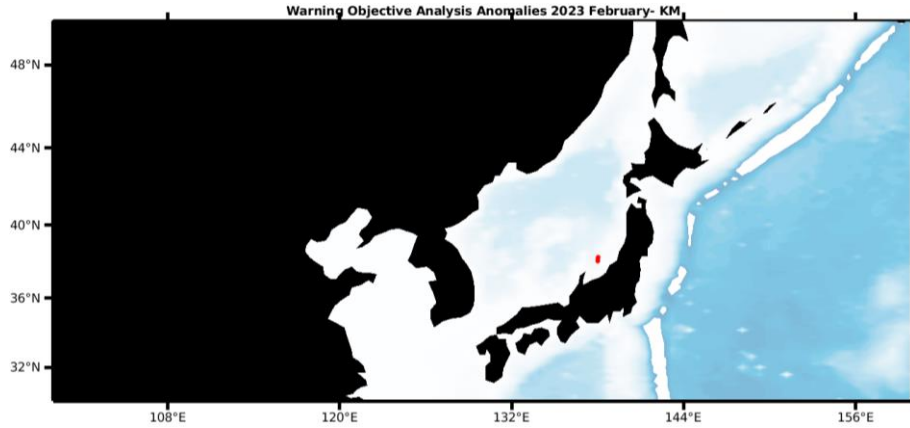 Warning Objective Analysis Anomalies 2023 February- KM
48°N
44°N
40°N
36°N
32°N
108°E 120°E 132°E 144°E 156°E